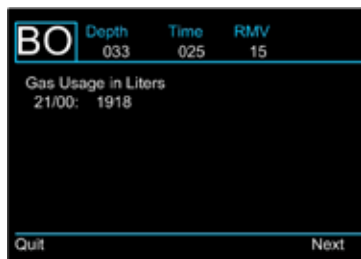 BO Depth Time RMV
033 025 15
Gas Usage in Liters
21/00: 1918
Quit Next